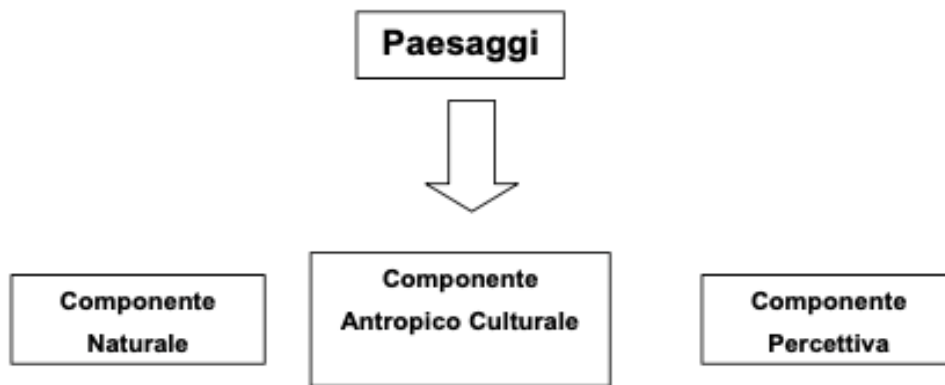 Paesaggi
Componente
Naturale
Componente
Antropico Culturale
Componente
Percettiva